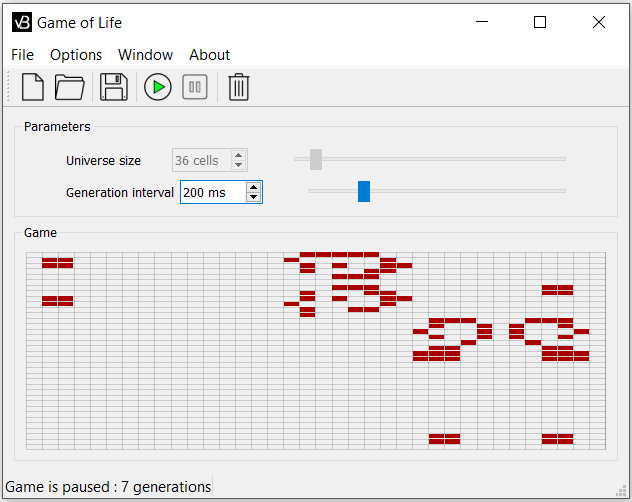 vB Game of Life
File Options Window About
Parameters
Universe size 36 cells
Generation interval 200 ms
Game
Game is paused : 7 generations